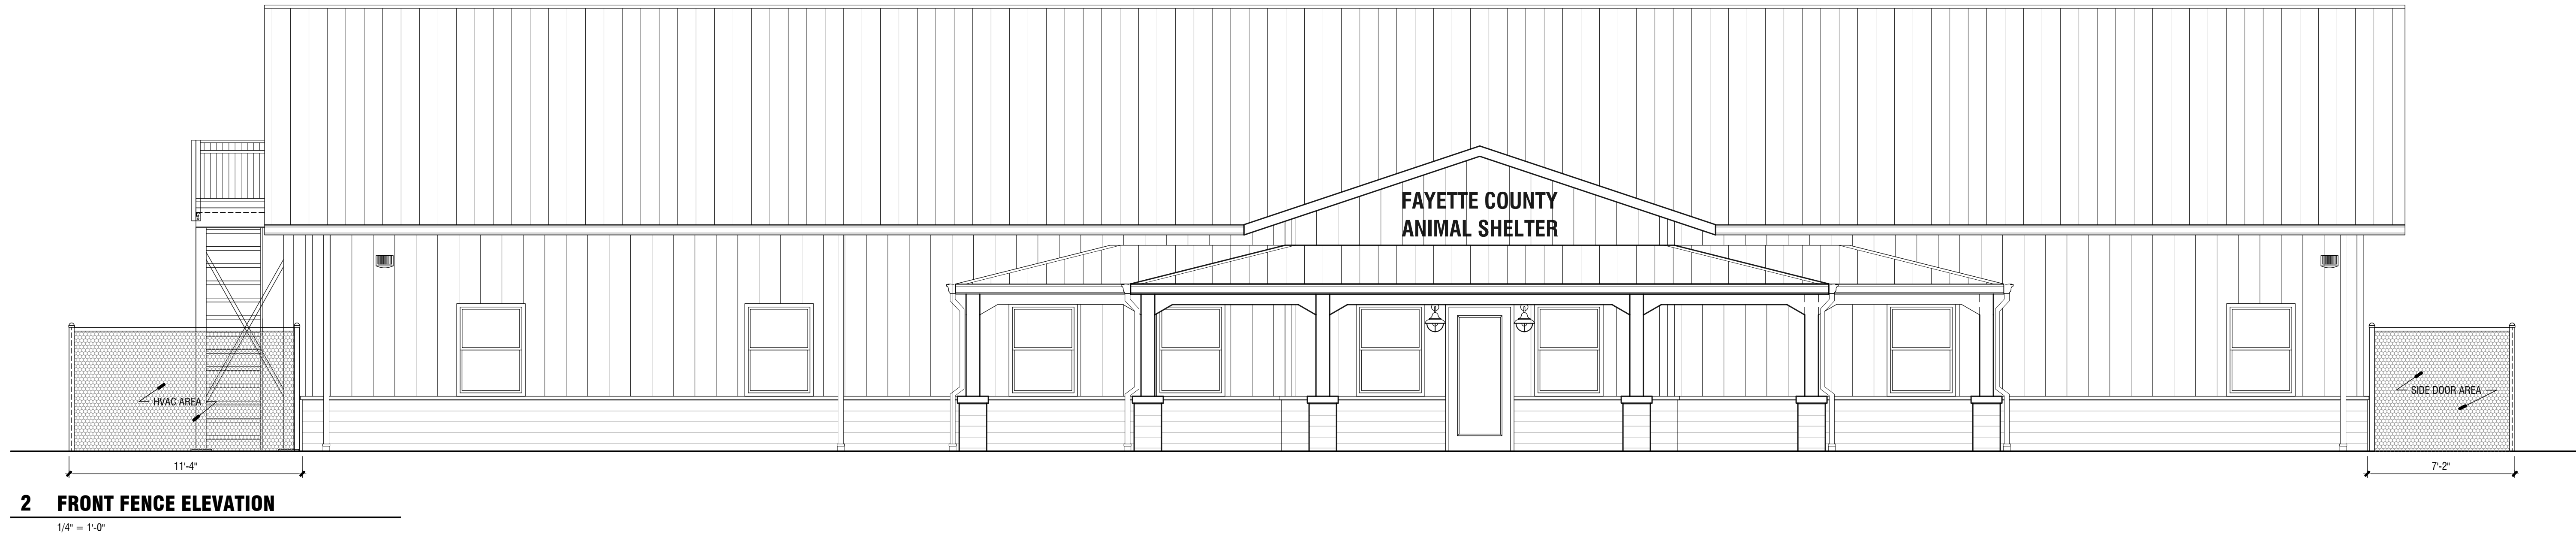 FAYETTE COUNTY
ANIMAL SHELTER
HVAC AREA
SIDE DOOR AREA
11'-4"
7'-2"
2 FRONT FENCE ELEVATION
1/4" = 1'-0"